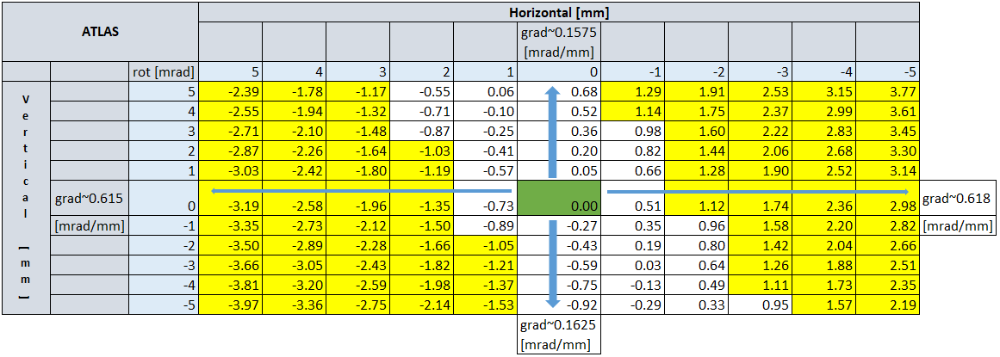 ATLAS Horizontal [mm]
grad~0.1575
[mrad/mm]
rot [mrad] 5 4 3 2 1 0 -1 -2 -3 -4 -5
Vertical [mm]
5 -2.39 -1.78 -1.17 -0.55 0.06 0.68 1.29 1.91 2.53 3.15 3.77
4 -2.55 -1.94 -1.32 -0.71 -0.10 0.52 1.14 1.75 2.37 2.99 3.61
3 -2.71 -2.10 -1.48 -0.87 -0.25 0.36 0.98 1.60 2.22 2.83 3.45
2 -2.87 -2.26 -1.64 -1.03 -0.41 0.20 0.82 1.44 2.06 2.68 3.30
1 -3.03 -2.42 -1.80 -1.19 -0.57 0.05 0.66 1.28 1.90 2.52 3.14
grad~0.615 0 -3.19 -2.58 -1.96 -1.35 -0.73 0.00 0.51 1.12 1.74 2.36 2.98 grad~0.618
[mrad/mm] -1 -3.35 -2.73 -2.12 -1.50 -0.89 -0.27 0.35 0.96 1.58 2.20 2.82 [mrad/mm]
-2 -3.50 -2.89 -2.28 -1.66 -1.05 -0.43 0.19 0.80 1.42 2.04 2.66
-3 -3.66 -3.05 -2.43 -1.82 -1.21 -0.59 0.03 0.64 1.26 1.88 2.51
-4 -3.81 -3.20 -2.59 -1.98 -1.37 -0.75 -0.13 0.49 1.11 1.73 2.35
-5 -3.97 -3.36 -2.75 -2.14 -1.53 -0.92 -0.29 0.33 0.95 1.57 2.19
grad~0.1625
[mrad/mm]